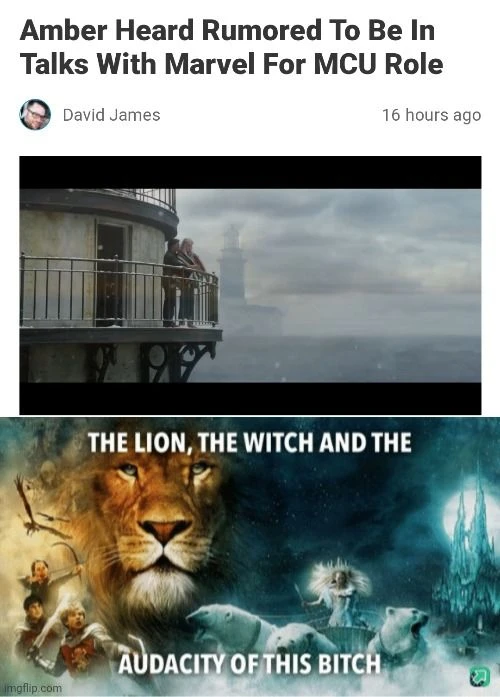 Amber Heard Rumored To Be In
Talks With Marvel For MCU Role
David James
16 hours ago
THE LION, THE WITCH AND THE
AUDACITY OF THIS BITCH
imgflip.com